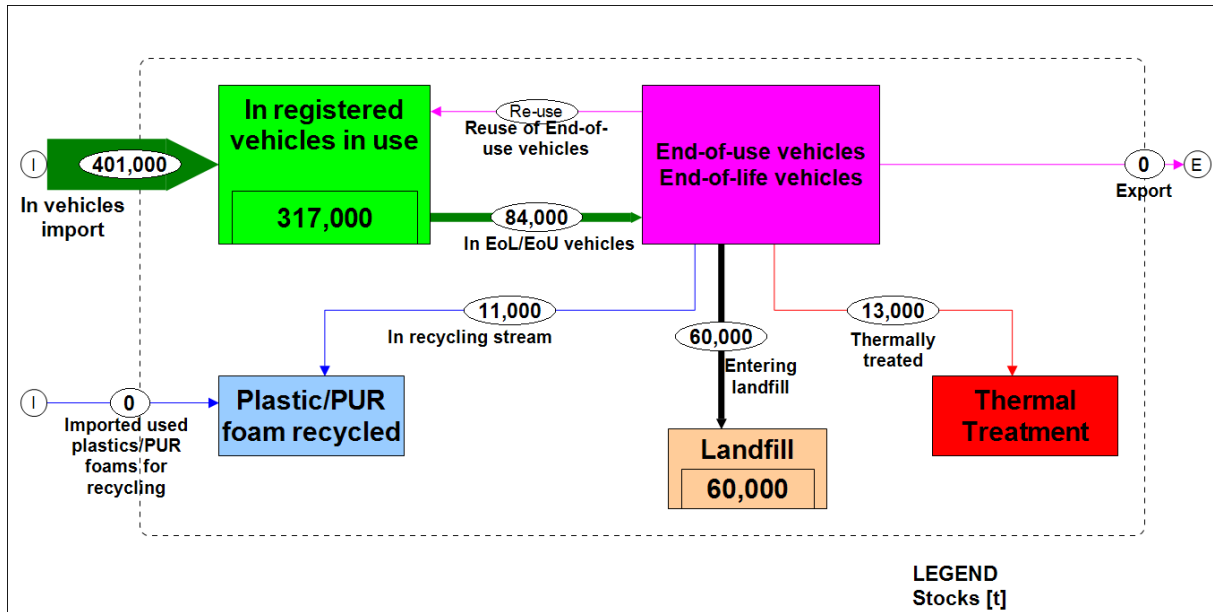 In registered
vehicles in use
317,000
I
401,000
In vehicles
import
Re-use
Reuse of End-of-
use vehicles
84,000
In EoL/EoU vehicles
End-of-use vehicles
End-of-life vehicles
0
E
Export
11,000
In recycling stream
60,000
Entering
landfill
13,000
Thermally
treated
I
0
Imported used
plastics/PUR
foams for
recycling
Plastic/PUR
foam recycled
Landfill
60,000
Thermal
Treatment
LEGEND
Stocks [t]